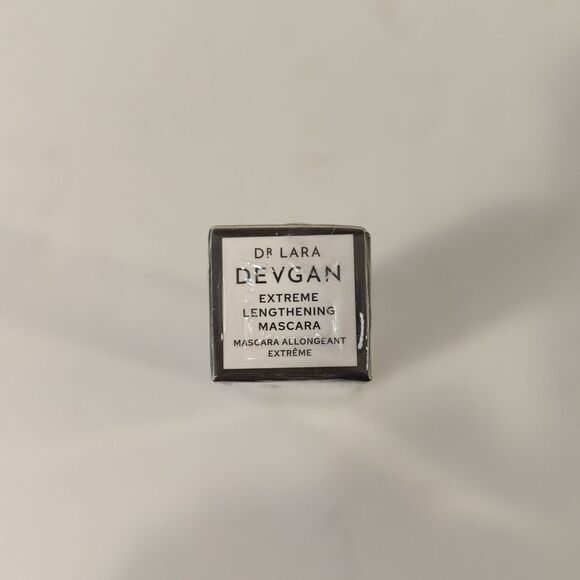 DR LARA
DEVGAN
EXTREME
LENGTHENING
MASCARA
MASCARA ALLONGEANT
EXTRÊME